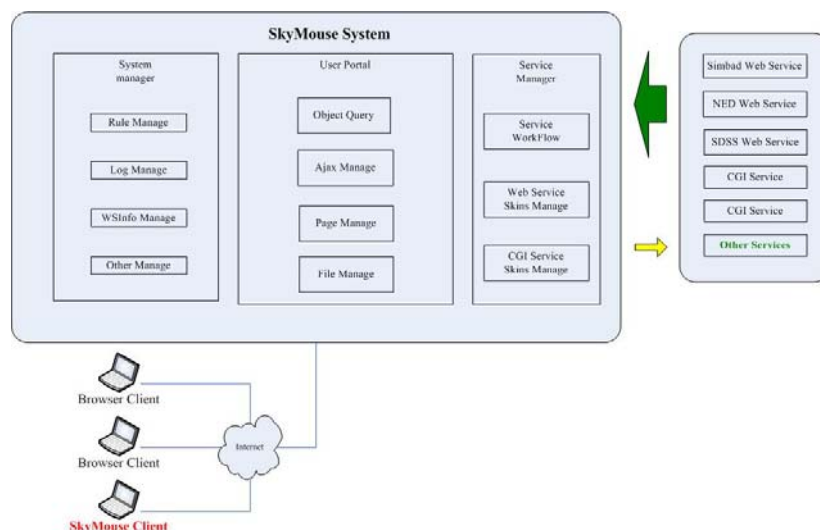 SkyMouse System
System
manager
Rule Manage
Log Manage
WSInfo Manage
Other Manage
User Portal
Object Query
Ajax Manage
Page Manage
File Manage
Service
Manager
Service
WorkFlow
Web Service
Skins Manage
CGI Service
Skins Manage
Simbad Web Service
NED Web Service
SDSS Web Service
CGI Service
CGI Service
Other Services
Browser Client
Browser Client
Internet
SkyMouse Client